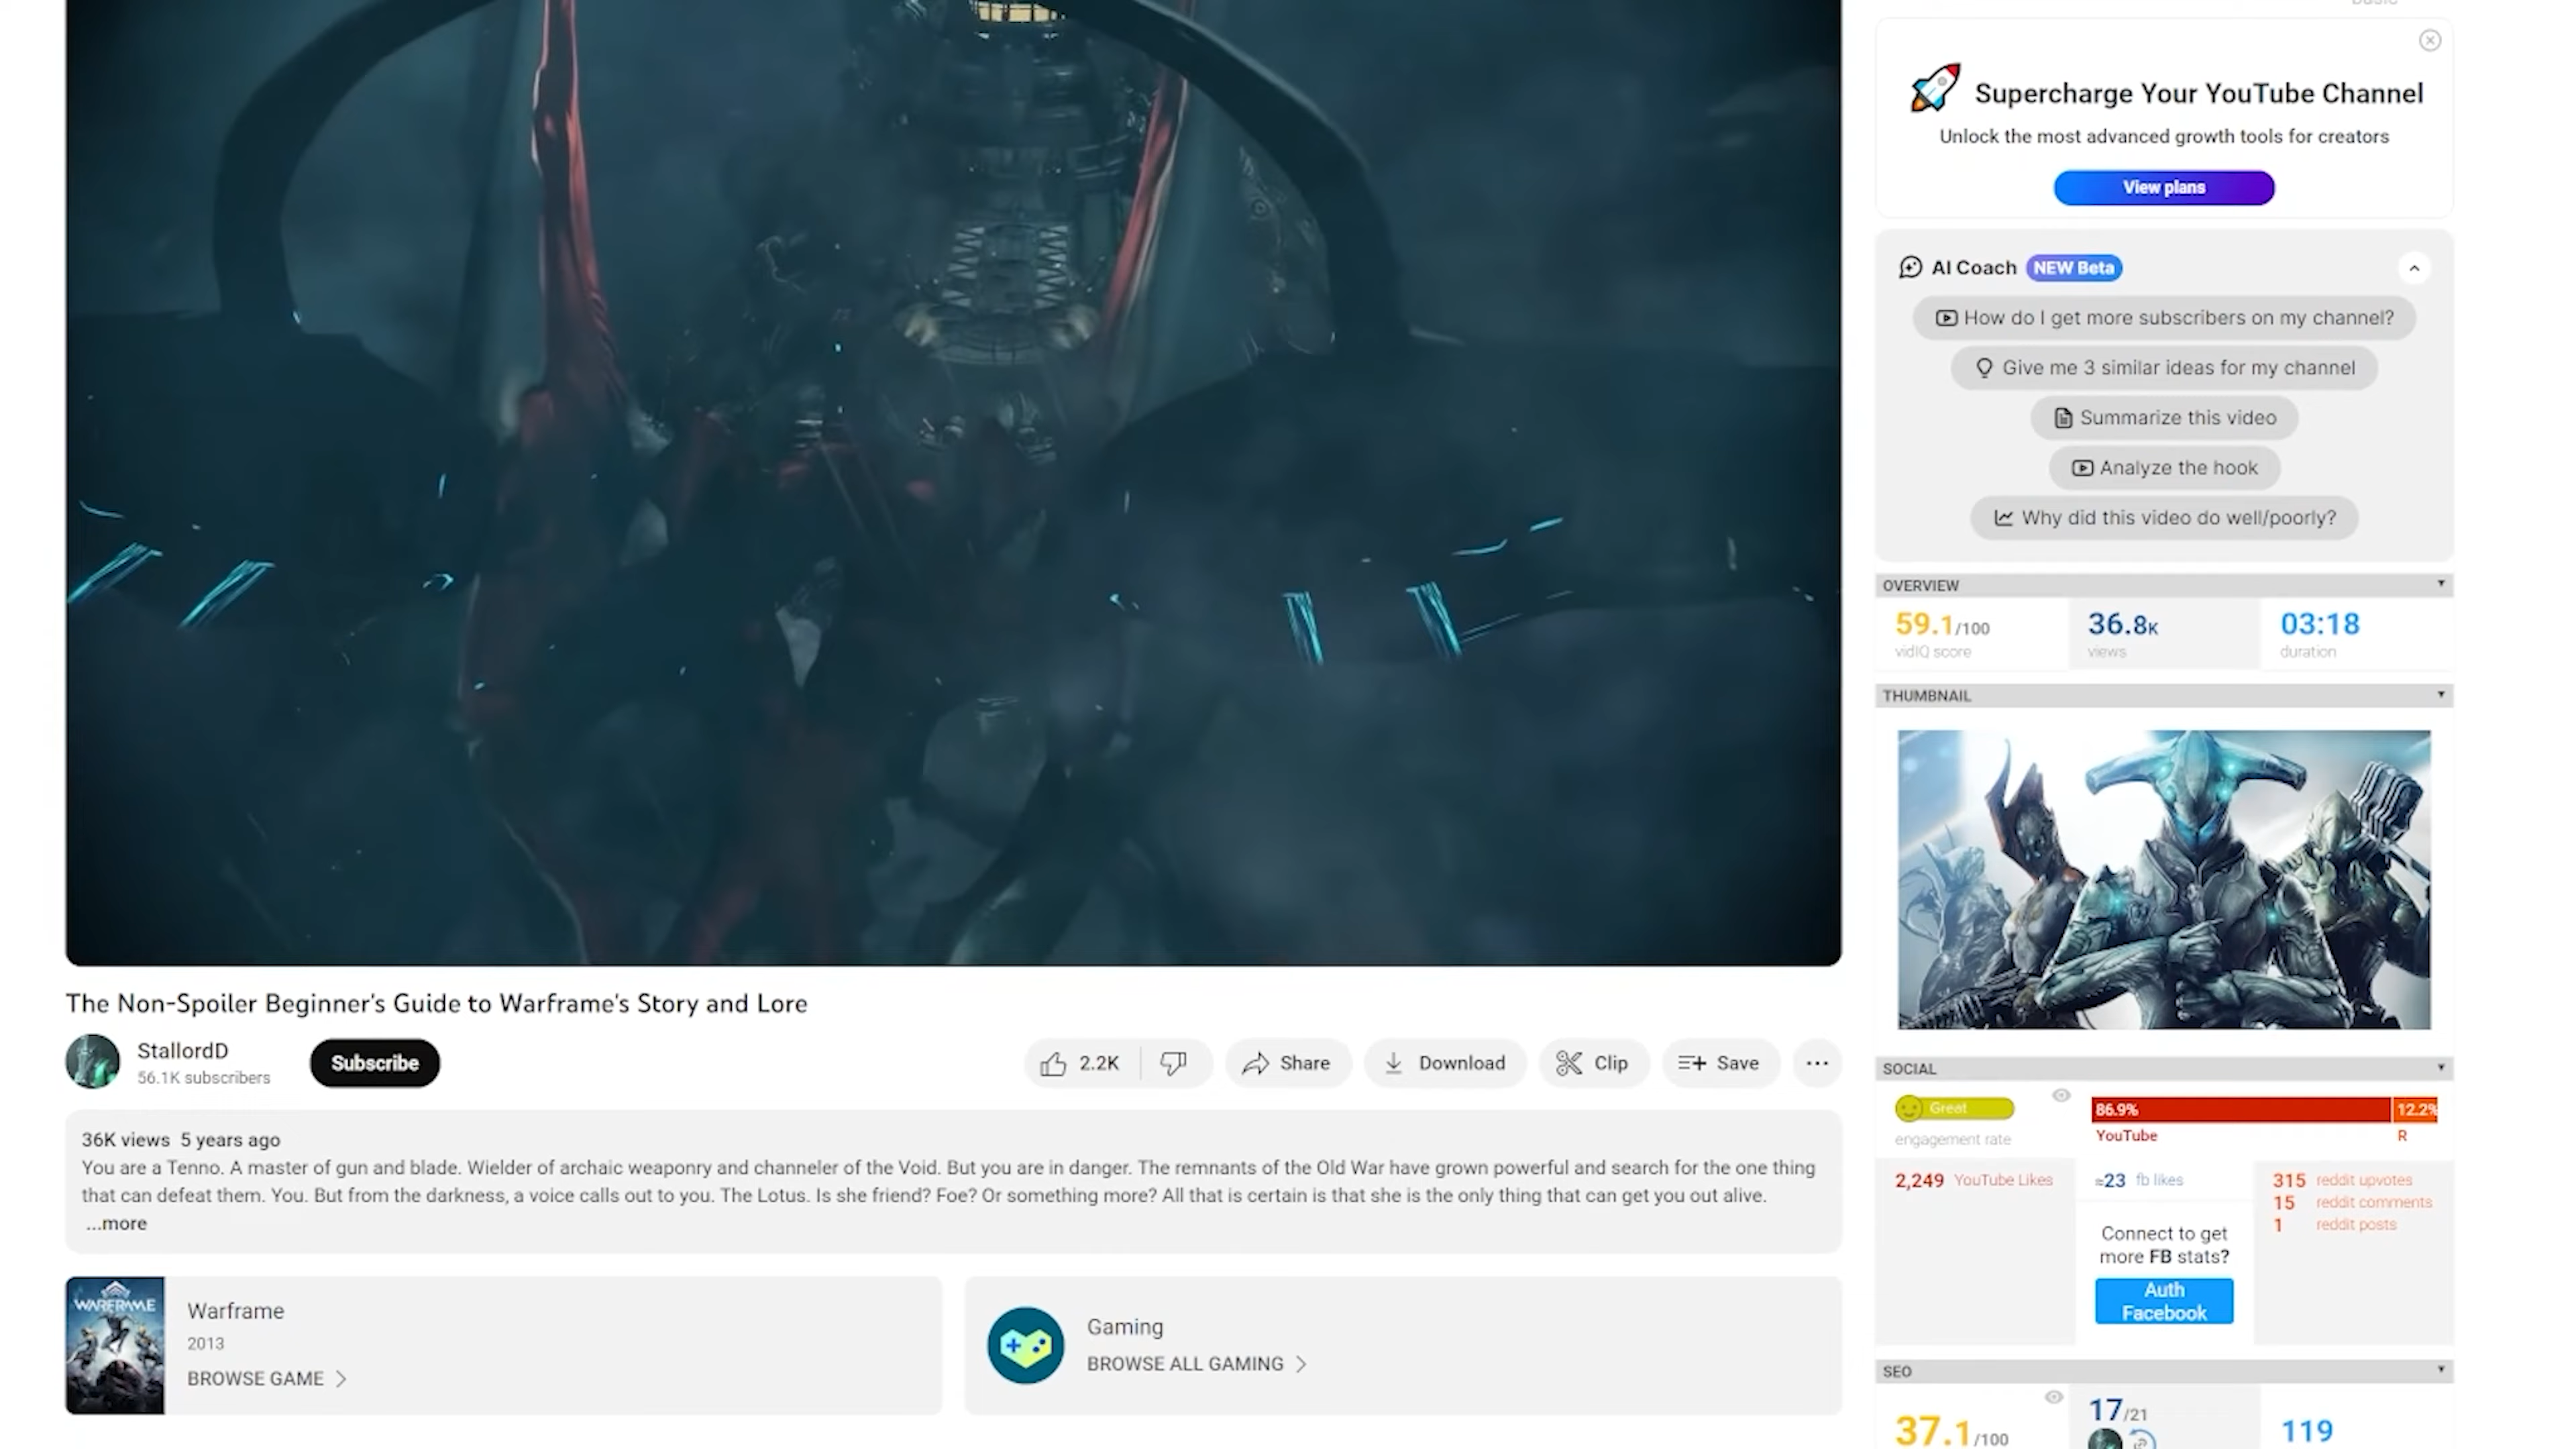 The Non-Spoiler Beginner's Guide to Warframe's Story and Lore
StallordD
56.1K subscribers
Subscribe
2.2K
Share
Download
Clip
Save
36K views 5 years ago
You are a Tenno. A master of gun and blade. Wielder of archaic weaponry and channeler of the Void. But you are in danger. The remnants of the Old War have grown powerful and search for the one thing
that can defeat them. You. But from the darkness, a voice calls out to you. The Lotus. Is she friend? Foe? Or something more? All that is certain is that she is the only thing that can get you out alive.
...more
WARFRAME
Warframe
2013
BROWSE GAME
Gaming
BROWSE ALL GAMING
Supercharge Your YouTube Channel
Unlock the most advanced growth tools for creators
View plans
AI Coach NEW Beta
How do I get more subscribers on my channel?
Give me 3 similar ideas for my channel
Summarize this video
Analyze the hook
Why did this video do well/poorly?
OVERVIEW
59.1/100 36.8K 03:18
vidIQ score views duration
THUMBNAIL
SOCIAL
Great 86.9% 12.2%
engagement rate YouTube R
2,249 YouTube Likes
≈23 fb likes
Connect to get
more FB stats?
Auth
Facebook
315 reddit upvotes
15 reddit comments
1 reddit posts
SEO
37.1/100 17/21 119